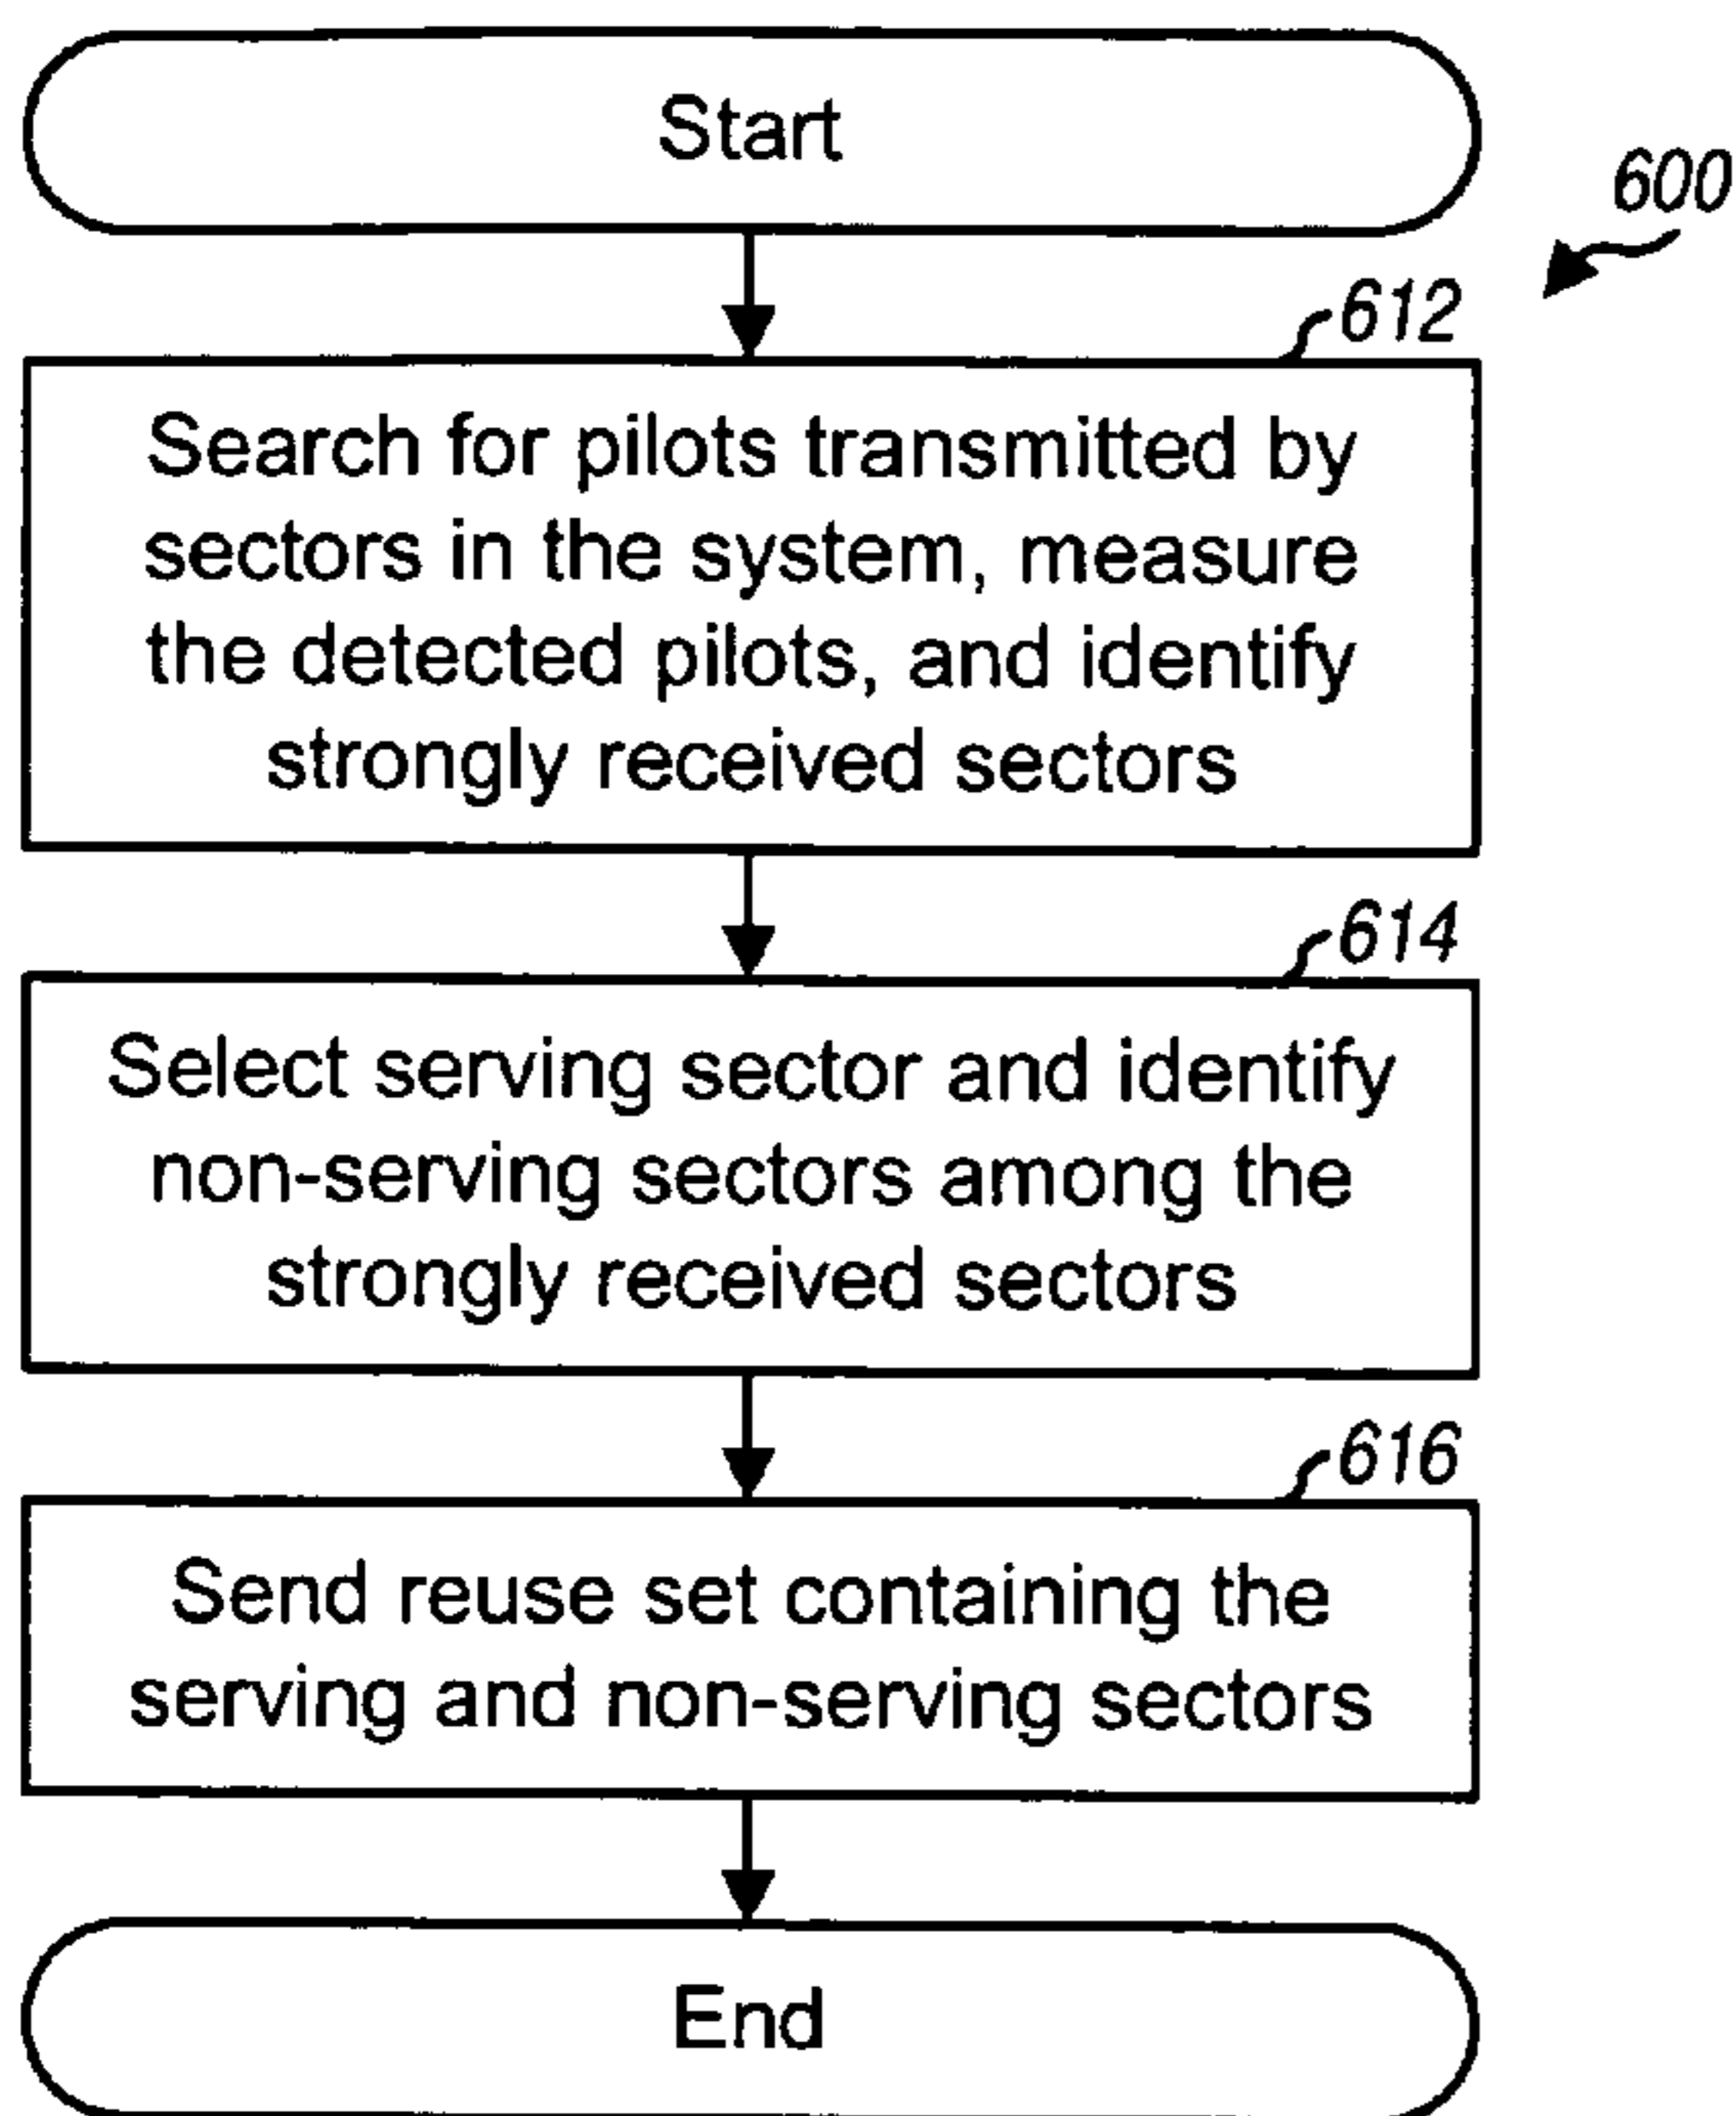 Start
600
612
Search for pilots transmitted by
sectors in the system, measure
the detected pilots, and identify
strongly received sectors
614
Select serving sector and identify
non-serving sectors among the
strongly received sectors
616
Send reuse set containing the
serving and non-serving sectors
End